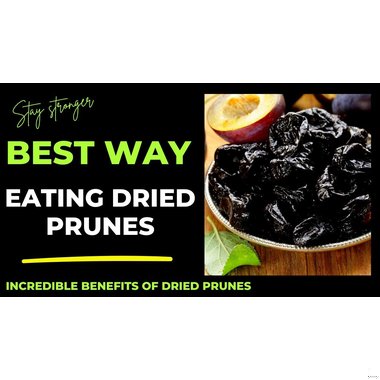 Stay stronger
BEST WAY
EATING DRIED
PRUNES
INCREDIBLE BENEFITS OF DRIED PRUNES